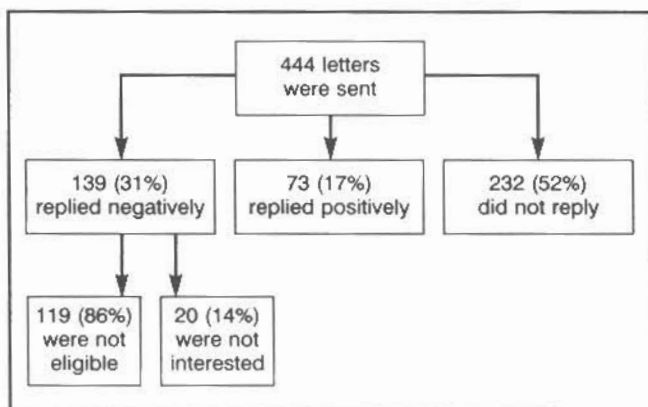 444 letters
were sent
139 (31%)
replied negatively
73 (17%)
replied positively
232 (52%)
did not reply
119 (86%)
were not
eligible
20 (14%)
were not
interested